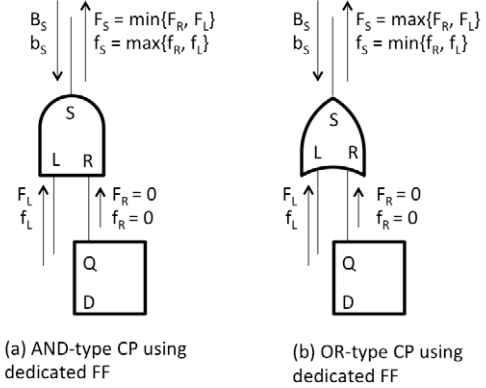 B_S F_S = min{F_R, F_L}
b_S f_S = max{f_R, f_L}
S
L R
F_L F_R = 0
f_L f_R = 0
Q
D
(a) AND-type CP using
dedicated FF
B_S F_S = max{F_R, F_L}
b_S f_S = min{f_R, f_L}
S
L R
F_L F_R = 0
f_L f_R = 0
Q
D
(b) OR-type CP using
dedicated FF